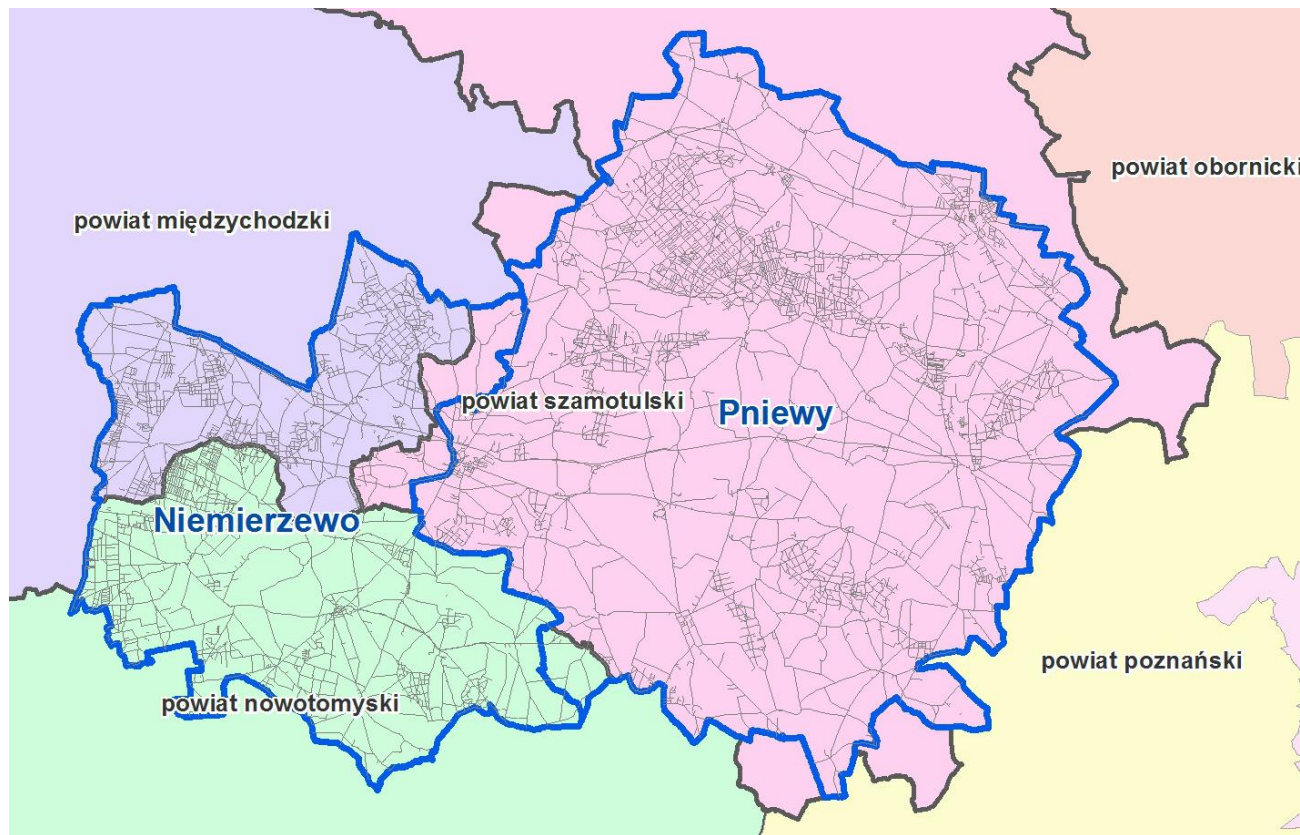 powiat obornicki
powiat międzychodzki
powiat szamotulski
Pniewy
Niemierzewo
powiat poznański
powiat nowotomyski